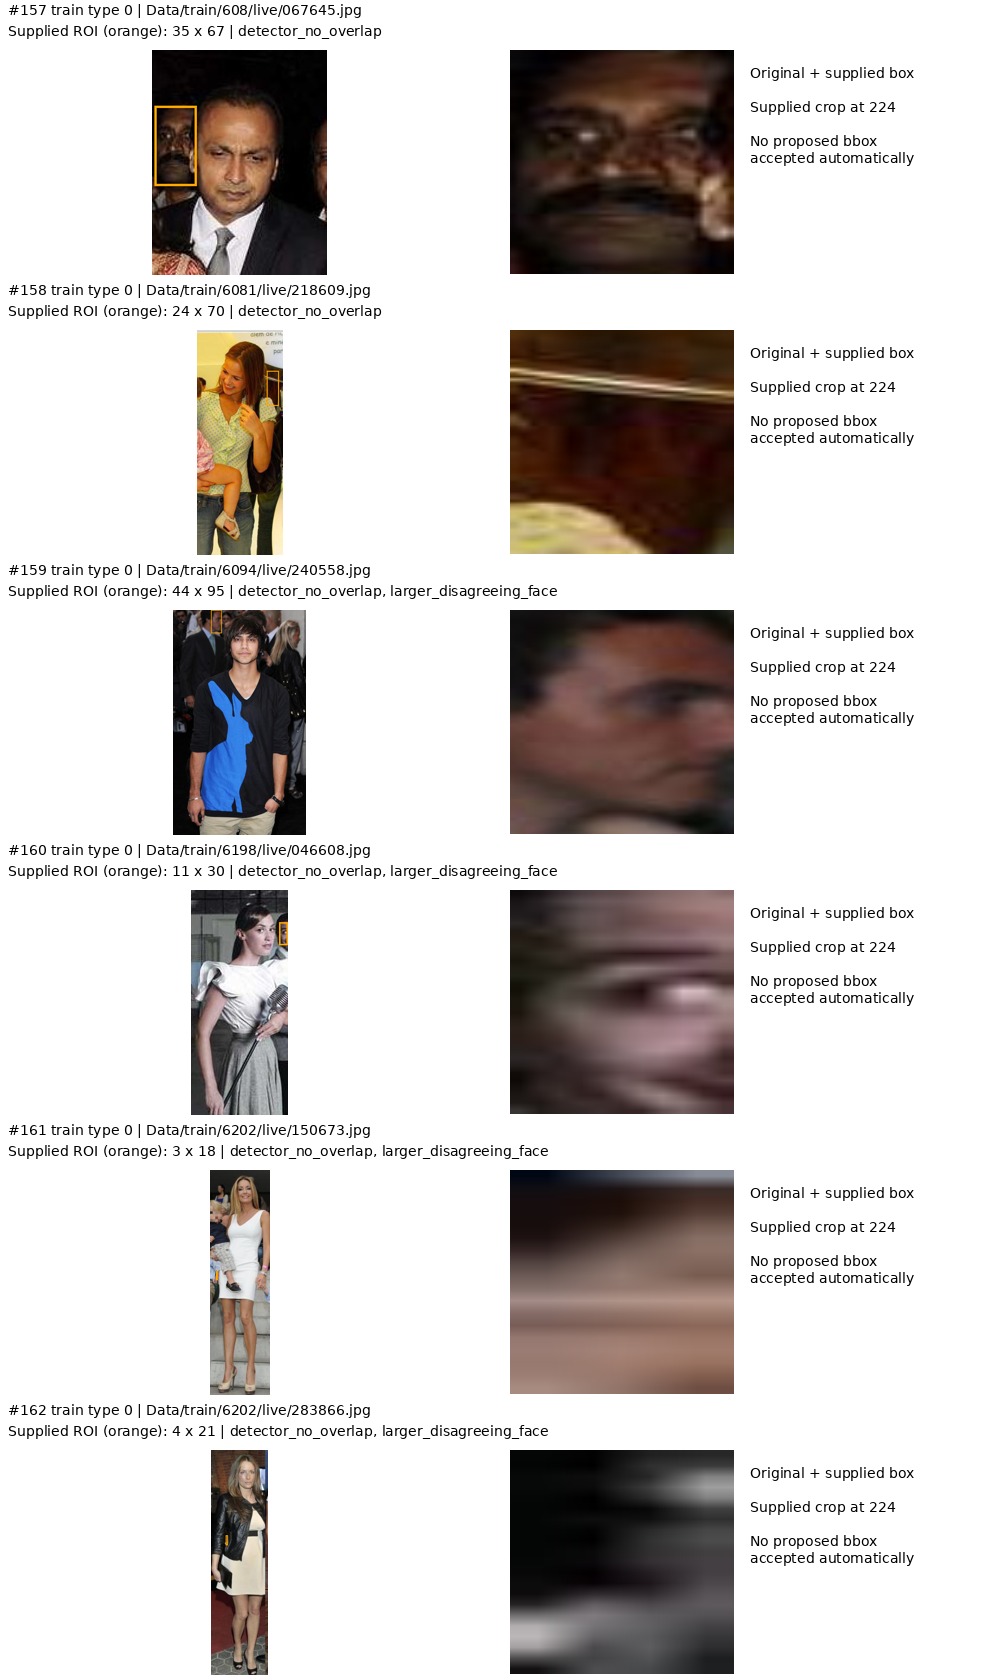 #157 train type 0 | Data/train/608/live/067645.jpg
Supplied ROI (orange): 35 x 67 | detector_no_overlap
Original + supplied box
Supplied crop at 224
No proposed bbox
accepted automatically
#158 train type 0 | Data/train/6081/live/218609.jpg
Supplied ROI (orange): 24 x 70 | detector_no_overlap
Original + supplied box
Supplied crop at 224
No proposed bbox
accepted automatically
#159 train type 0 | Data/train/6094/live/240558.jpg
Supplied ROI (orange): 44 x 95 | detector_no_overlap, larger_disagreeing_face
Original + supplied box
Supplied crop at 224
No proposed bbox
accepted automatically
#160 train type 0 | Data/train/6198/live/046608.jpg
Supplied ROI (orange): 11 x 30 | detector_no_overlap, larger_disagreeing_face
Original + supplied box
Supplied crop at 224
No proposed bbox
accepted automatically
#161 train type 0 | Data/train/6202/live/150673.jpg
Supplied ROI (orange): 3 x 18 | detector_no_overlap, larger_disagreeing_face
Original + supplied box
Supplied crop at 224
No proposed bbox
accepted automatically
#162 train type 0 | Data/train/6202/live/283866.jpg
Supplied ROI (orange): 4 x 21 | detector_no_overlap, larger_disagreeing_face
Original + supplied box
Supplied crop at 224
No proposed bbox
accepted automatically